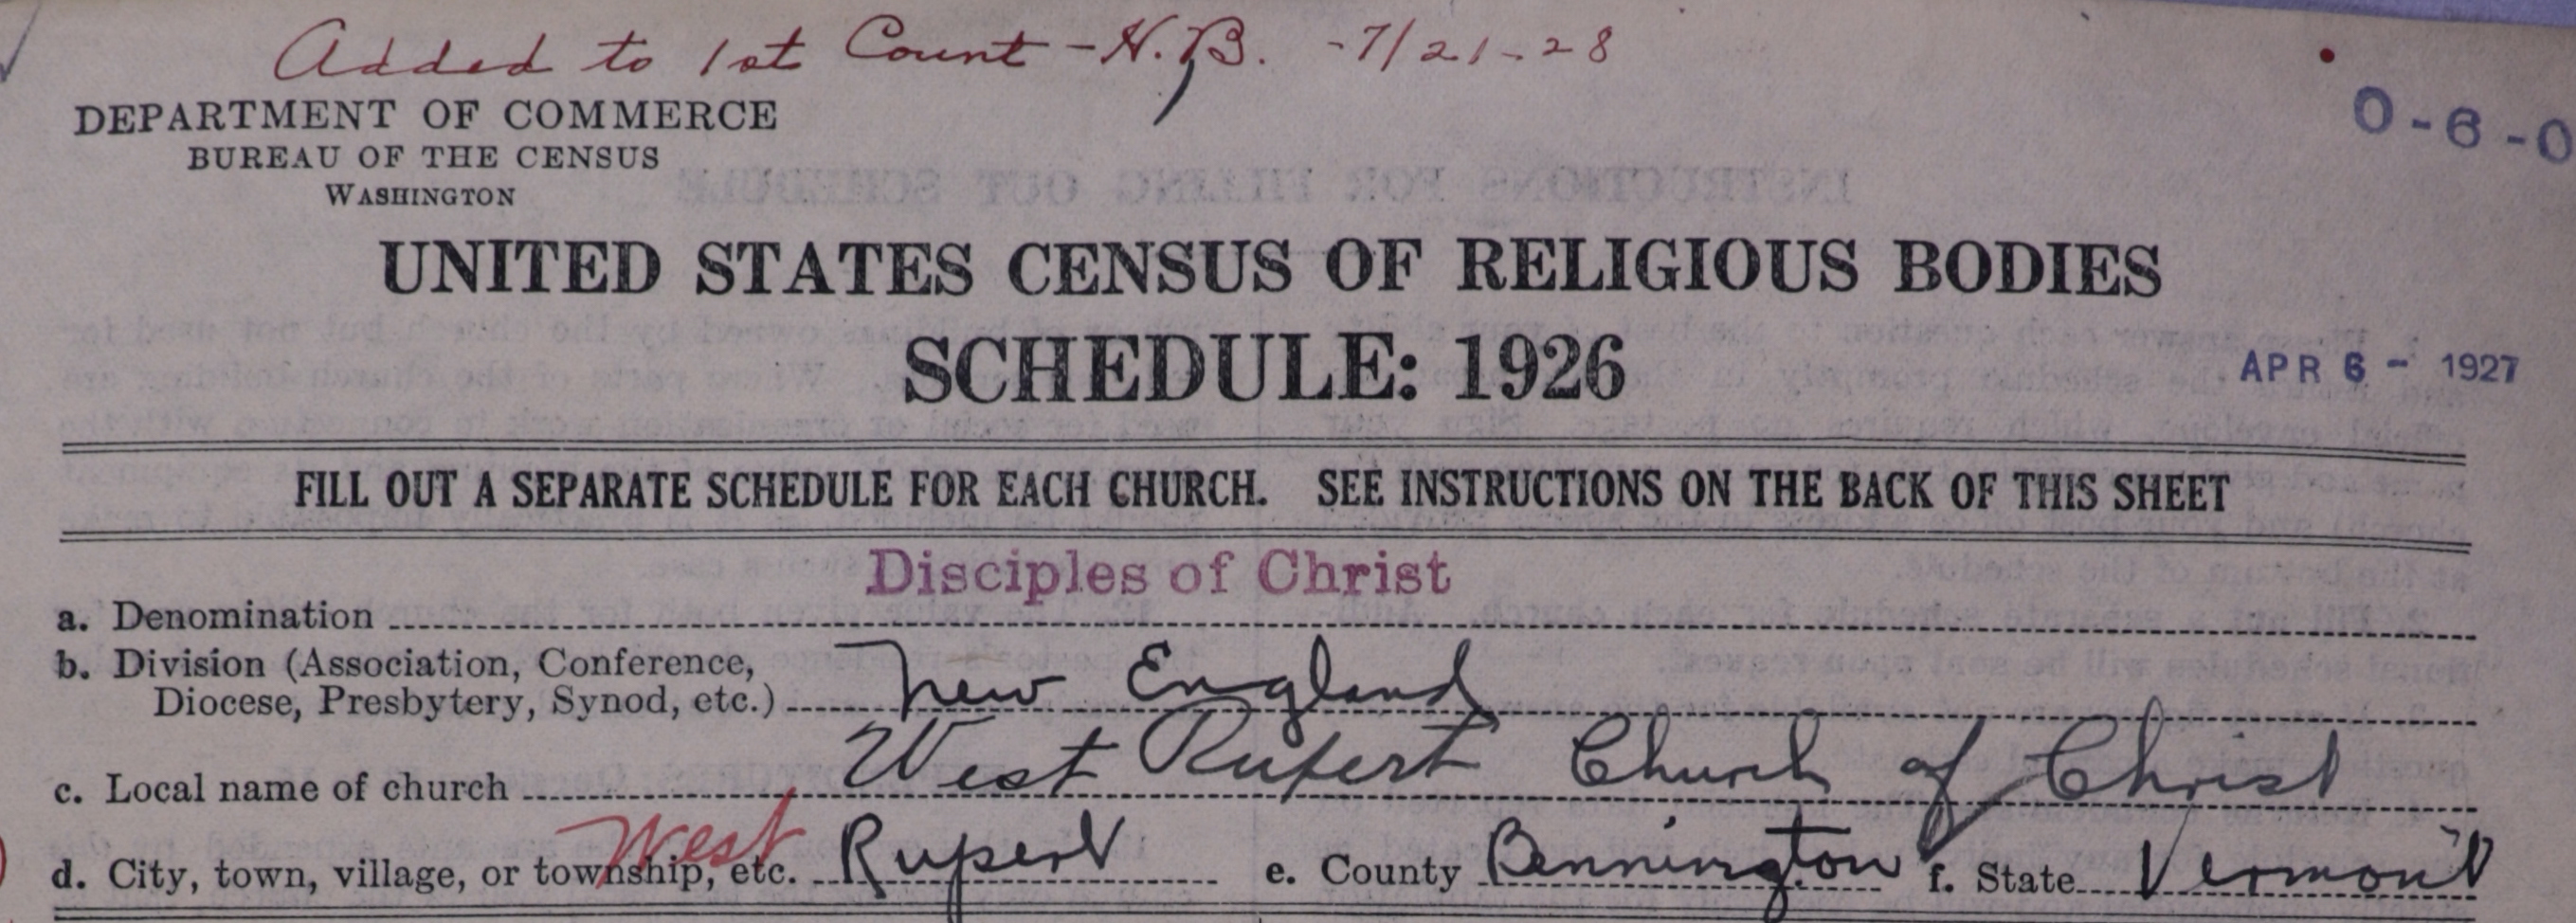 Added to 1st Count - H.B. - 7/21-28
DEPARTMENT OF COMMERCE
BUREAU OF THE CENSUS
WASHINGTON
0-6-0
UNITED STATES CENSUS OF RELIGIOUS BODIES
SCHEDULE: 1926
APR 6 - 1927
FILL OUT A SEPARATE SCHEDULE FOR EACH CHURCH. SEE INSTRUCTIONS ON THE BACK OF THIS SHEET
Disciples of Christ
a. Denomination
b. Division (Association, Conference,
Diocese, Presbytery, Synod, etc.) New England
c. Local name of church West Rupert Church of Christ
d. City, town, village, or township, etc. West Rupert e. County Bennington f. State Vermont